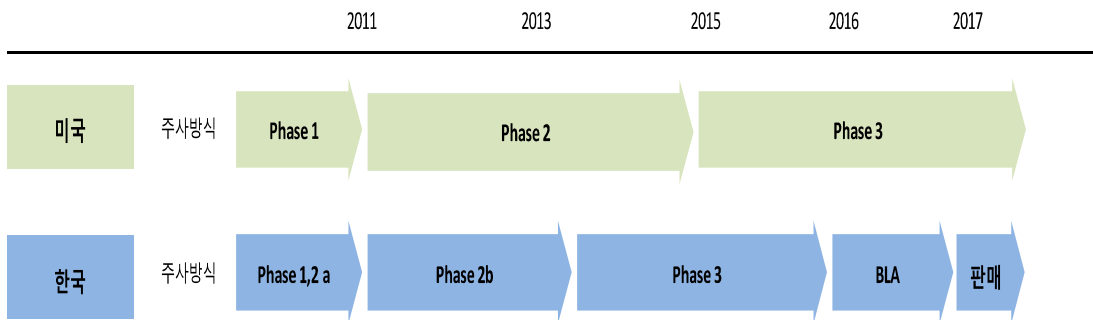 2011 2013 2015 2016 2017
미국 주사방식 Phase 1 Phase 2 Phase 3
한국 주사방식 Phase 1,2 a Phase 2b Phase 3 BLA 판매